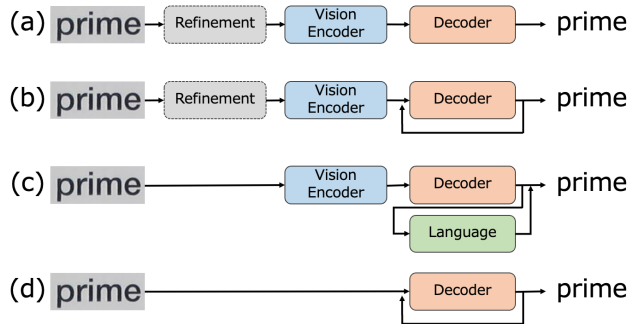 (a) prime Refinement Vision Encoder Decoder prime
(b) prime Refinement Vision Encoder Decoder prime
(c) prime Vision Encoder Decoder prime
Language
(d) prime Decoder prime